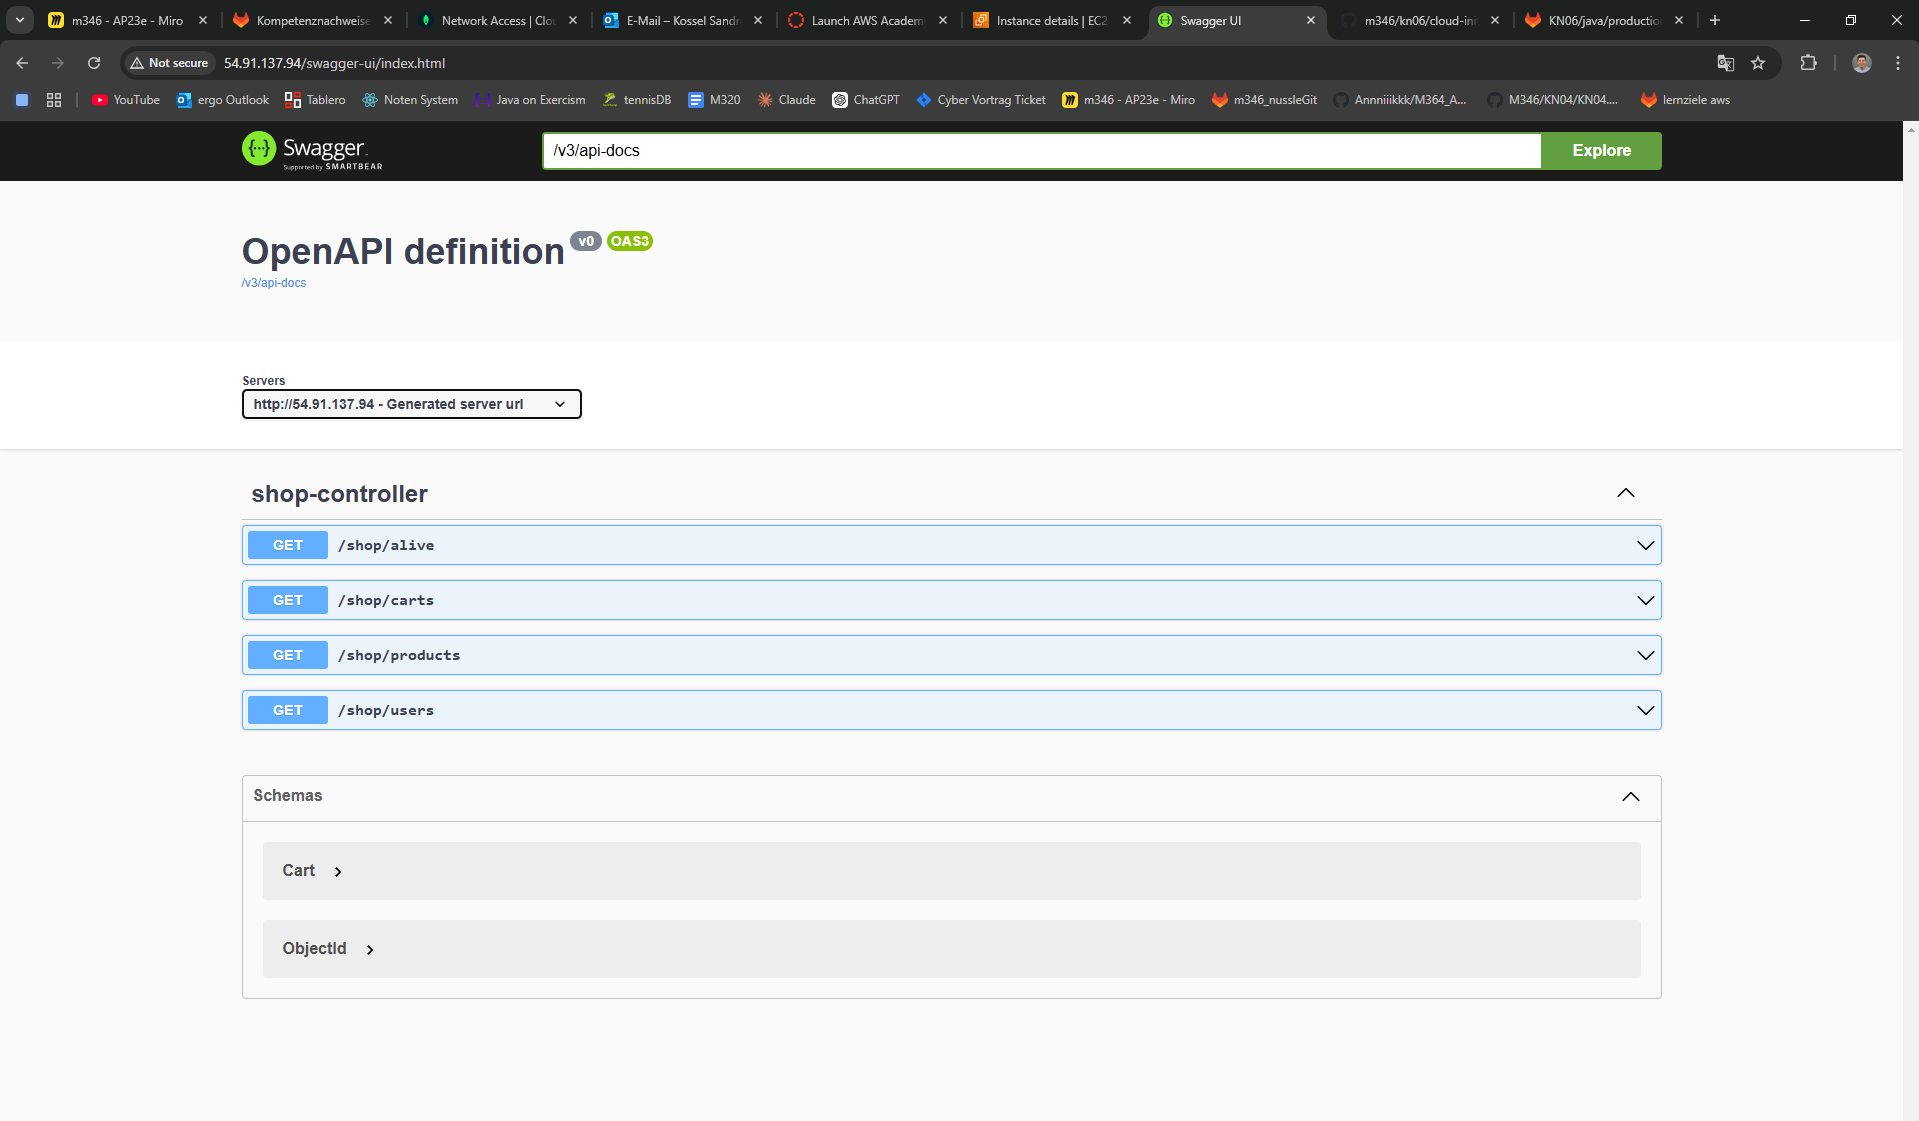 m346 - AP23e - Miro
Kompetenznachweise
Network Access | Clou
E-Mail – Kossel Sandr
Launch AWS Academy
Instance details | EC2
Swagger UI
m346/kn06/cloud-ini
KN06/java/productio
Not secure
54.91.137.94/swagger-ui/index.html
YouTube
ergo Outlook
Tablero
Noten System
Java on Exercism
tennisDB
M320
Claude
ChatGPT
Cyber Vortrag Ticket
m346 - AP23e - Miro
m346_nussleGit
Annniiikkk/M364_A...
M346/KN04/KN04....
lernziele aws
Swagger.
Supported by SMARTBEAR
/v3/api-docs
Explore
OpenAPI definition v0 OAS3
/v3/api-docs
Servers
http://54.91.137.94 - Generated server url
shop-controller
GET /shop/alive
GET /shop/carts
GET /shop/products
GET /shop/users
Schemas
Cart
ObjectId